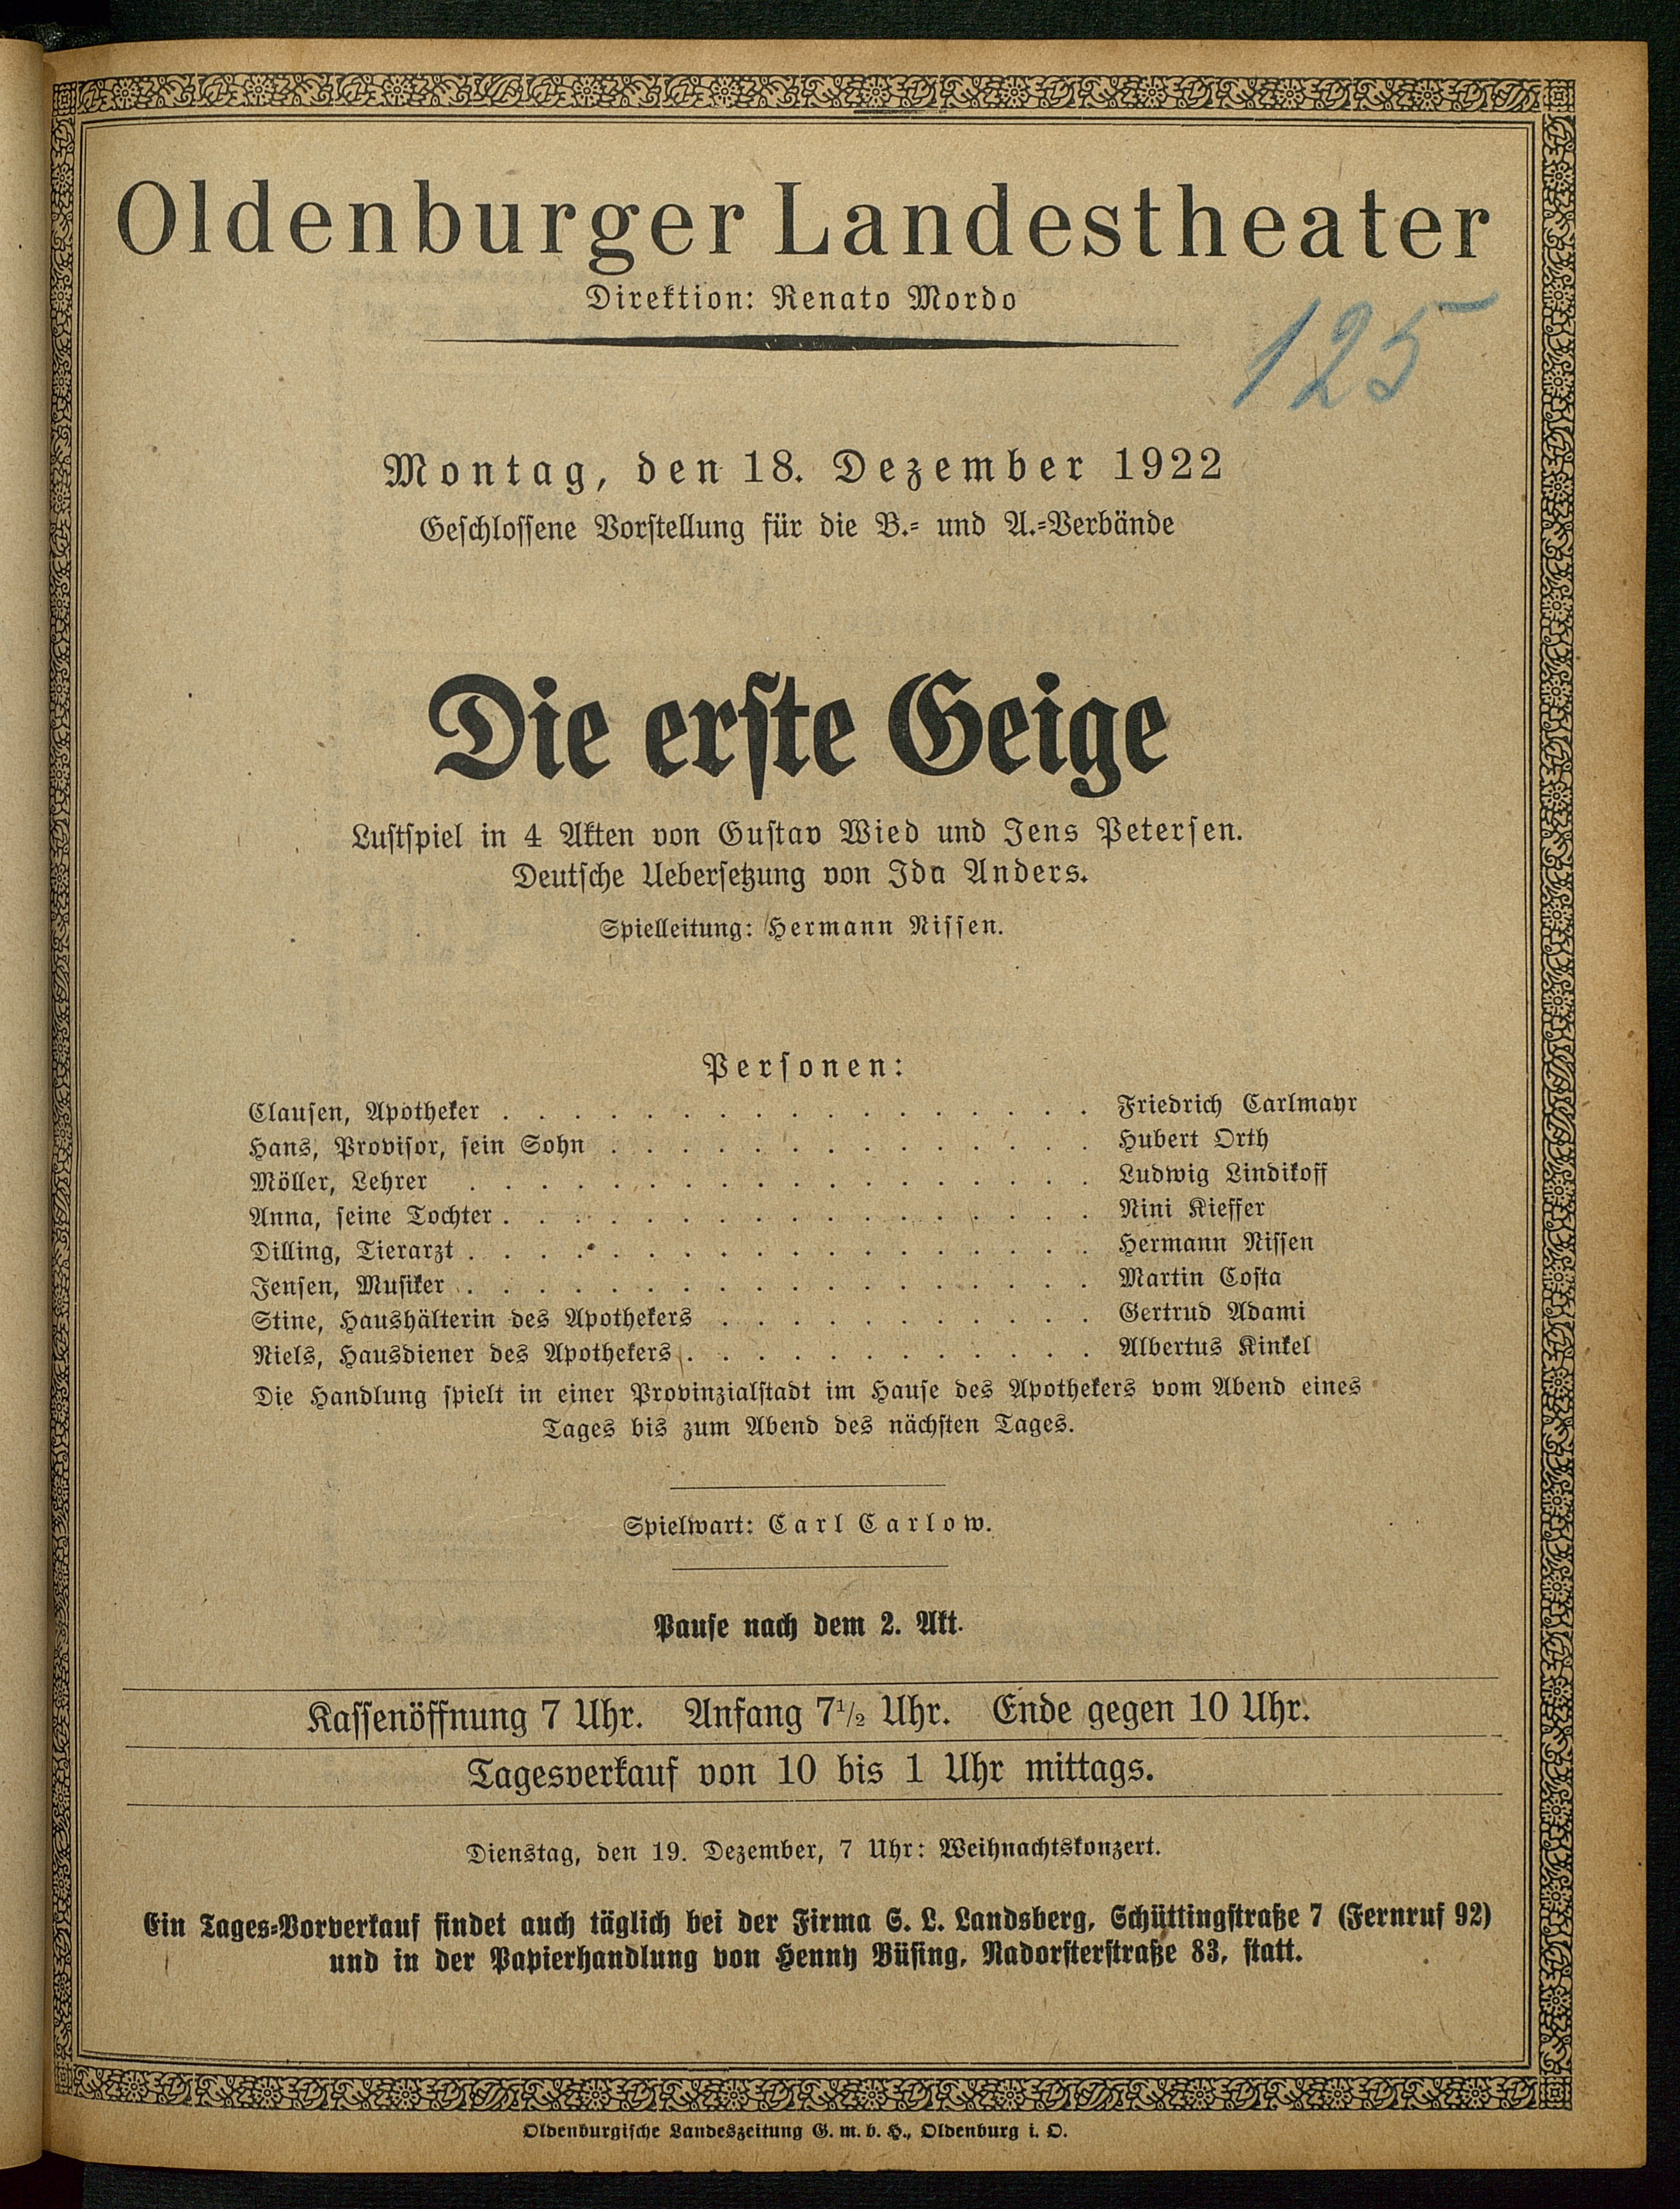 Oldenburger Landestheater
Direktion: Renato Mordo
125
Montag, den 18. Dezember 1922
Geschlossene Vorstellung für die B.- und A.-Verbände
Die erste Geige
Lustspiel in 4 Akten von Gustav Wied und Jens Petersen.
Deutsche Uebersetzung von Ida Anders.
Spielleitung: Hermann Nissen.
Personen:
Clausen, Apotheker . . . . . . . . . . . . . . . . . Friedrich Carlmayr
Hans, Provisor, sein Sohn . . . . . . . . . . . . . . Hubert Orth
Möller, Lehrer . . . . . . . . . . . . . . . . . . Ludwig Lindikoff
Anna, seine Tochter . . . . . . . . . . . . . . . . . Nini Kieffer
Dilling, Tierarzt . . . . . . . . . . . . . . . . . . Hermann Nissen
Jensen, Musiker . . . . . . . . . . . . . . . . . . Martin Costa
Stine, Haushälterin des Apothekers . . . . . . . . . . . Gertrud Adami
Niels, Hausdiener des Apothekers . . . . . . . . . . . . Albertus Kinkel
Die Handlung spielt in einer Provinzialstadt im Hause des Apothekers vom Abend eines
Tages bis zum Abend des nächsten Tages.
Spielwart: Carl Carlow.
Pause nach dem 2. Akt.
Kassenöffnung 7 Uhr. Anfang 7½ Uhr. Ende gegen 10 Uhr.
Tagesverkauf von 10 bis 1 Uhr mittags.
Dienstag, den 19. Dezember, 7 Uhr: Weihnachtskonzert.
Ein Tages-Vorverkauf findet auch täglich bei der Firma S. L. Landsberg, Schüttingstraße 7 (Fernruf 92)
und in der Papierhandlung von Henny Büsing, Nadorsterstraße 83, statt.
Oldenburgische Landeszeitung G. m. b. H., Oldenburg i. O.